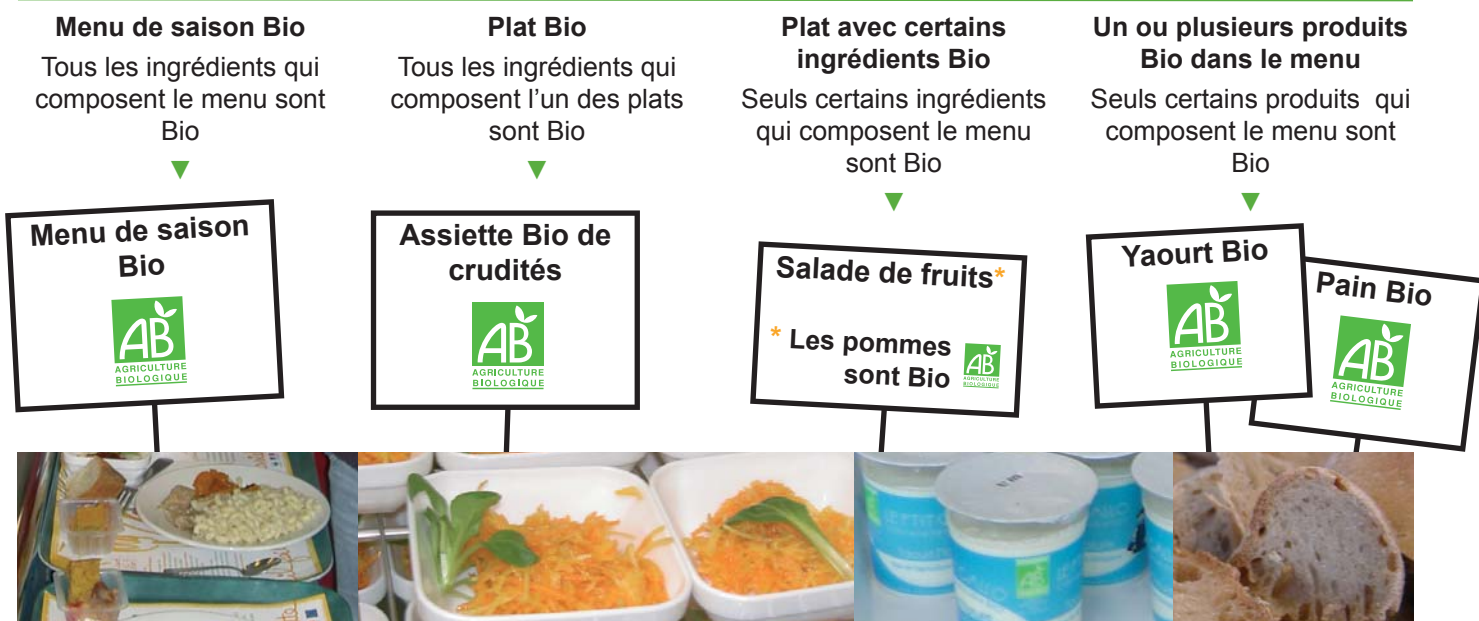 Menu de saison Bio
Tous les ingrédients qui
composent le menu sont
Bio
Plat Bio
Tous les ingrédients qui
composent l’un des plats
sont Bio
Plat avec certains
ingrédients Bio
Seuls certains ingrédients
qui composent le menu
sont Bio
Un ou plusieurs produits
Bio dans le menu
Seuls certains produits  qui
composent le menu sont
Bio
Menu de saison
Bio
AB
AGRICULTURE
BIOLOGIQUE
Assiette Bio de
crudités
AB
AGRICULTURE
BIOLOGIQUE
Salade de fruits*
* Les pommes
sont Bio
AB
AGRICULTURE
BIOLOGIQUE
Yaourt Bio
AB
AGRICULTURE
BIOLOGIQUE
Pain Bio
AB
AGRICULTURE
BIOLOGIQUE
AB